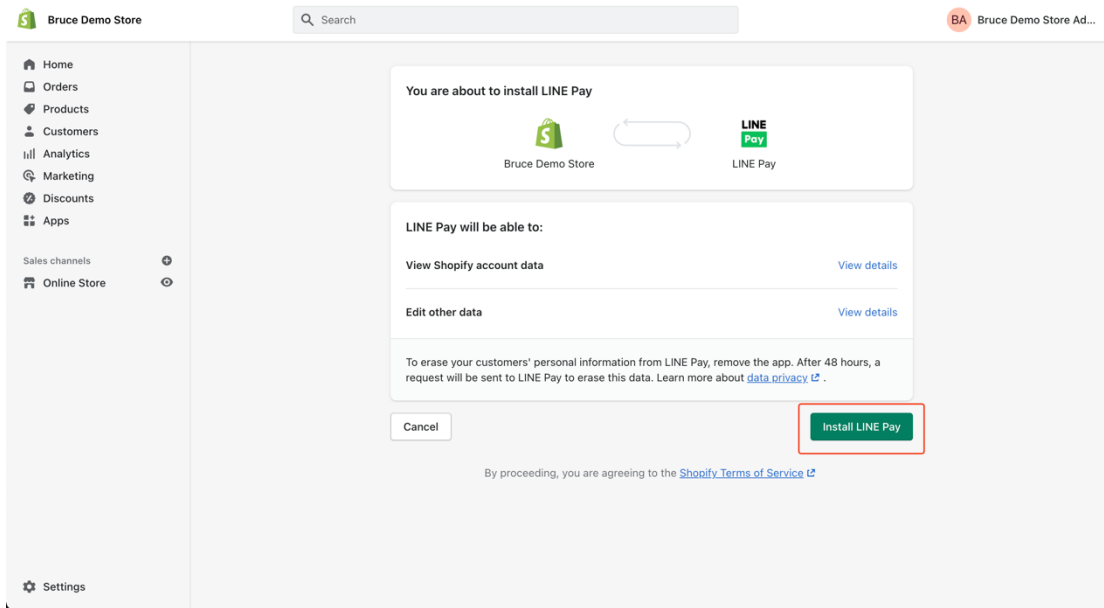 Bruce Demo Store
Search
BA
Bruce Demo Store Ad...
Home
Orders
Products
Customers
Analytics
Marketing
Discounts
Apps
Sales channels
Online Store
Settings
You are about to install LINE Pay
LINE
Pay
Bruce Demo Store
LINE Pay
LINE Pay will be able to:
View Shopify account data
View details
Edit other data
View details
To erase your customers' personal information from LINE Pay, remove the app. After 48 hours, a
request will be sent to LINE Pay to erase this data. Learn more about data privacy .
Cancel
Install LINE Pay
By proceeding, you are agreeing to the Shopify Terms of Service